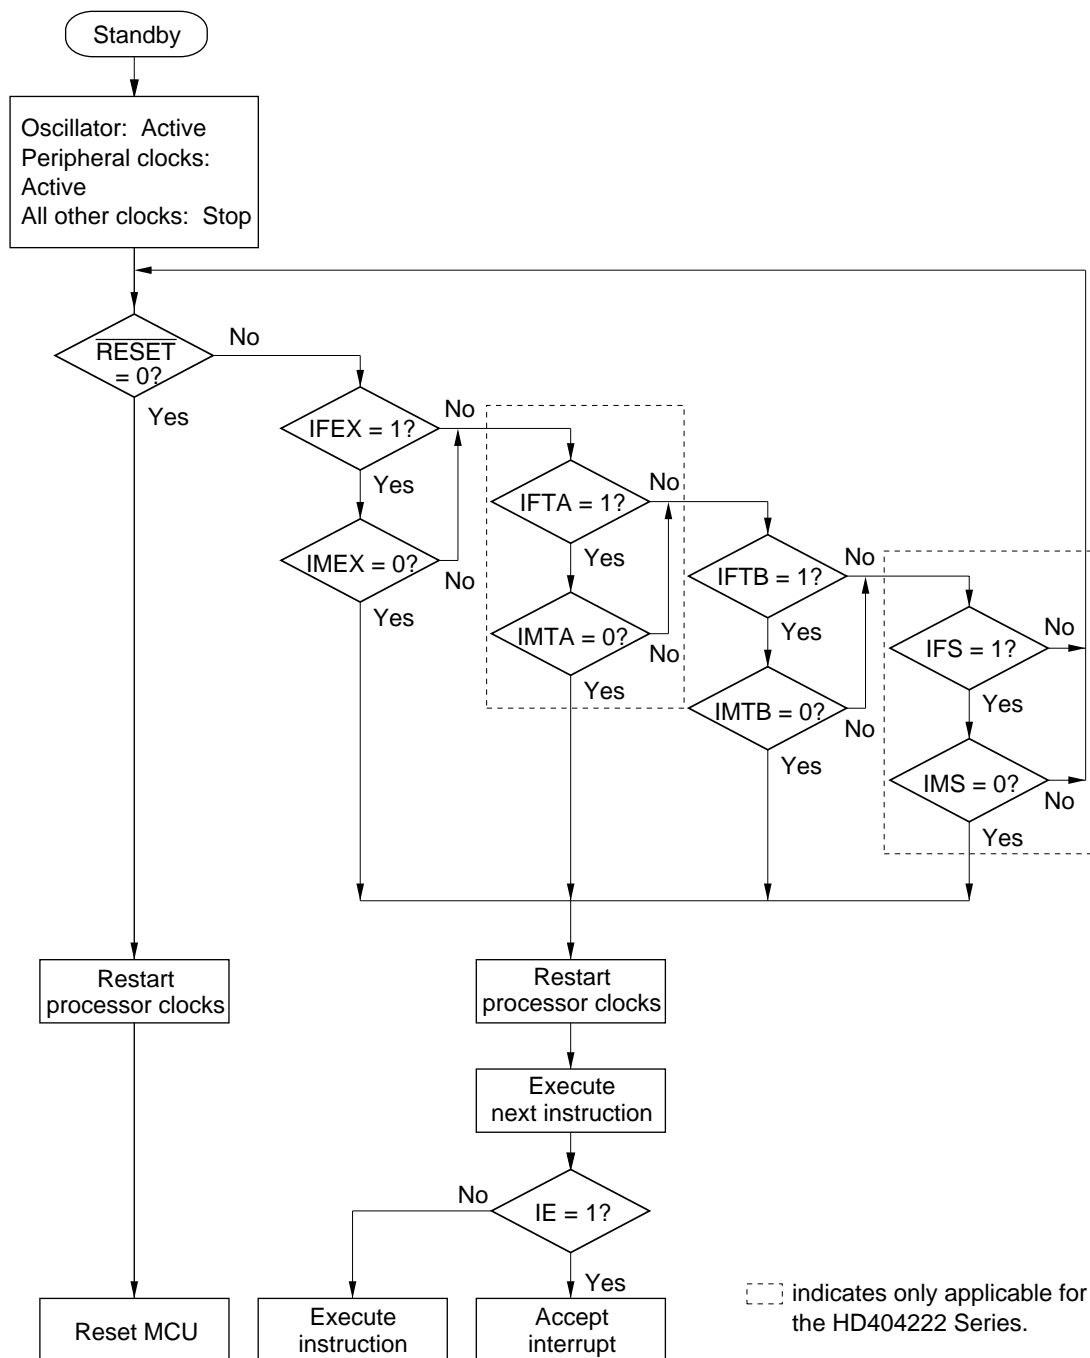 Standby
Oscillator: Active
Peripheral clocks:
Active
All other clocks: Stop
RESET
= 0?
No
Yes
IFEX = 1?
No
Yes
IMEX = 0?
No
Yes
IFTA = 1?
No
Yes
IMTA = 0?
No
Yes
IFTB = 1?
No
Yes
IMTB = 0?
No
Yes
IFS = 1?
No
Yes
IMS = 0?
No
Yes
Restart
processor clocks
Restart
processor clocks
Execute
next instruction
IE = 1?
No
Yes
Reset MCU
Execute
instruction
Accept
interrupt
indicates only applicable for
the HD404222 Series.